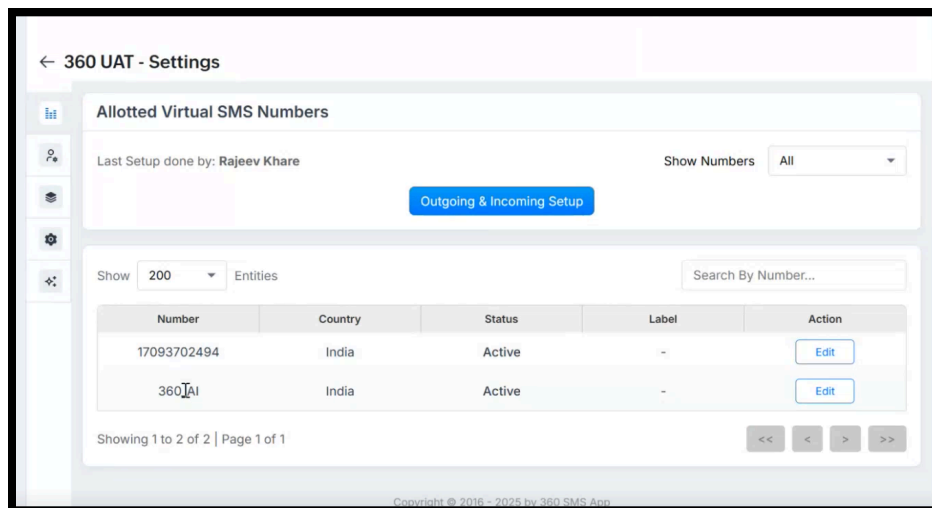 ← 360 UAT - Settings
Allotted Virtual SMS Numbers
Last Setup done by: Rajeev Khare
Show Numbers All
Outgoing & Incoming Setup
Show 200 Entities
Search By Number...
Number Country Status Label Action
17093702494 India Active - Edit
360 AI India Active - Edit
Showing 1 to 2 of 2 | Page 1 of 1
<< < > >>
Copyright © 2016 - 2025 by 360 SMS App